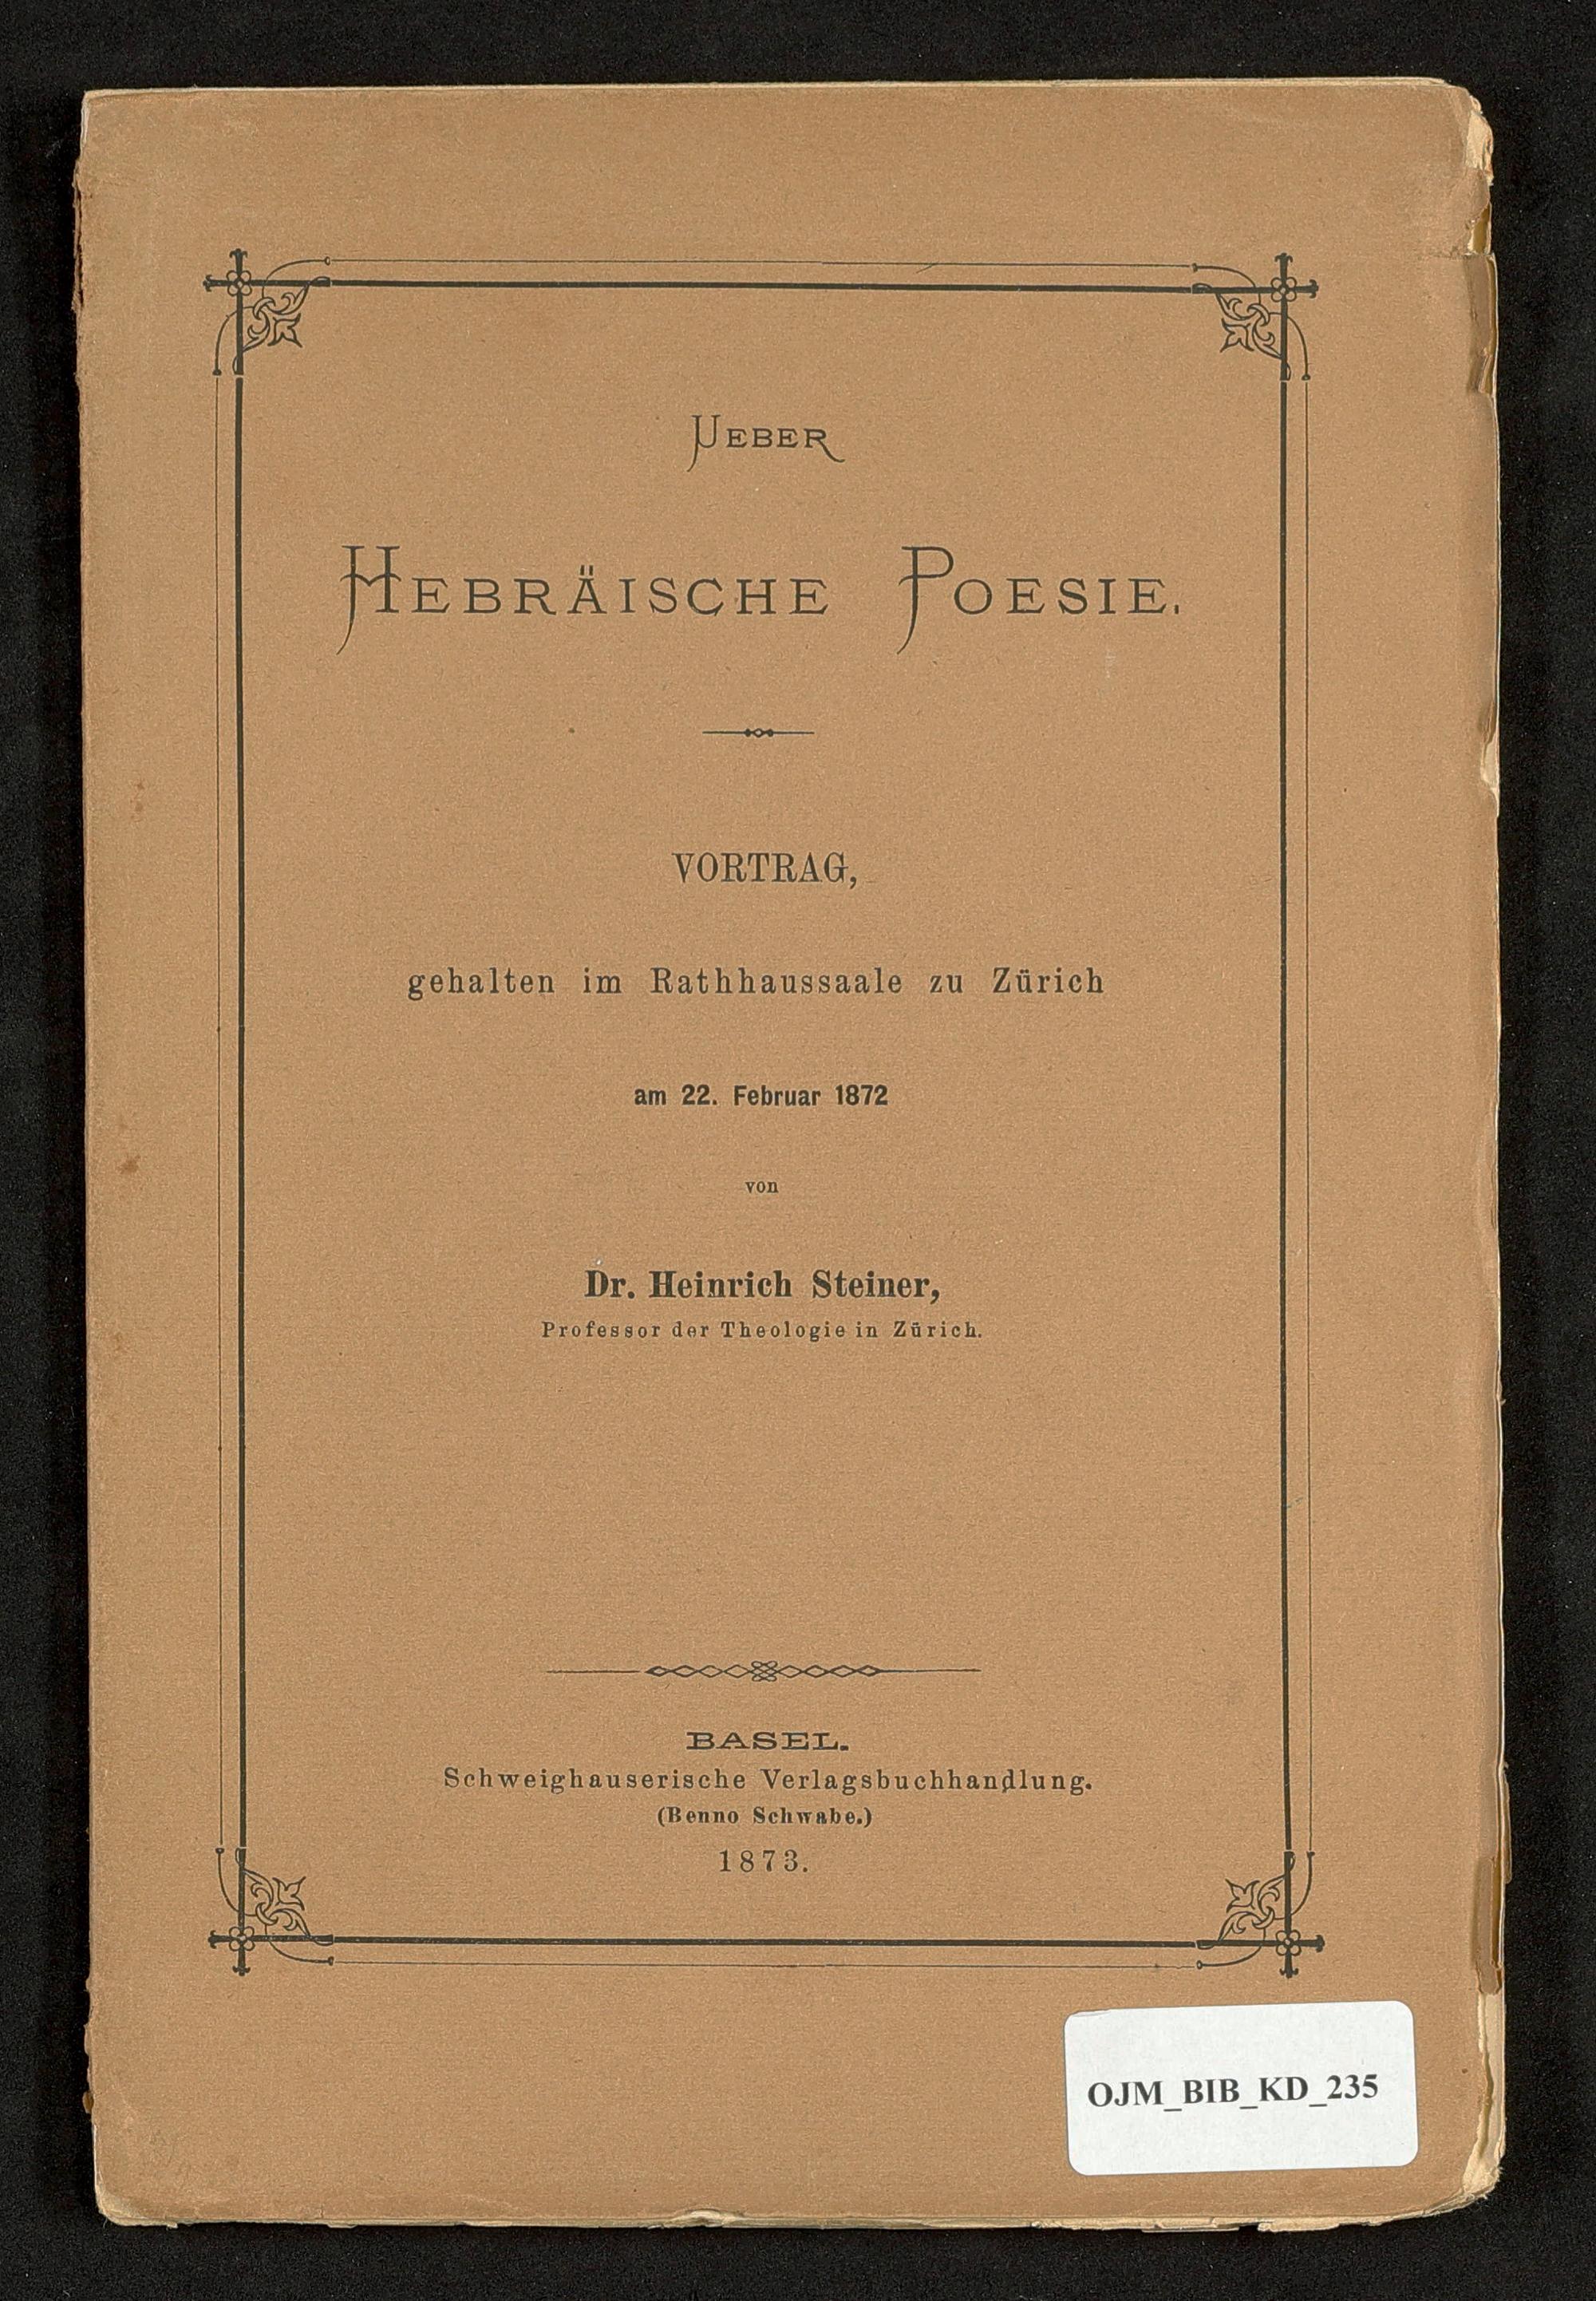 UEBER
HEBRÄISCHE POESIE.
VORTRAG,
gehalten im Rathhaussaale zu Zürich
am 22. Februar 1872
von
Dr. Heinrich Steiner,
Professor der Theologie in Zürich.
BASEL.
Schweighauserische Verlagsbuchhandlung.
(Benno Schwabe.)
1873.
OJM_BIB_KD_235